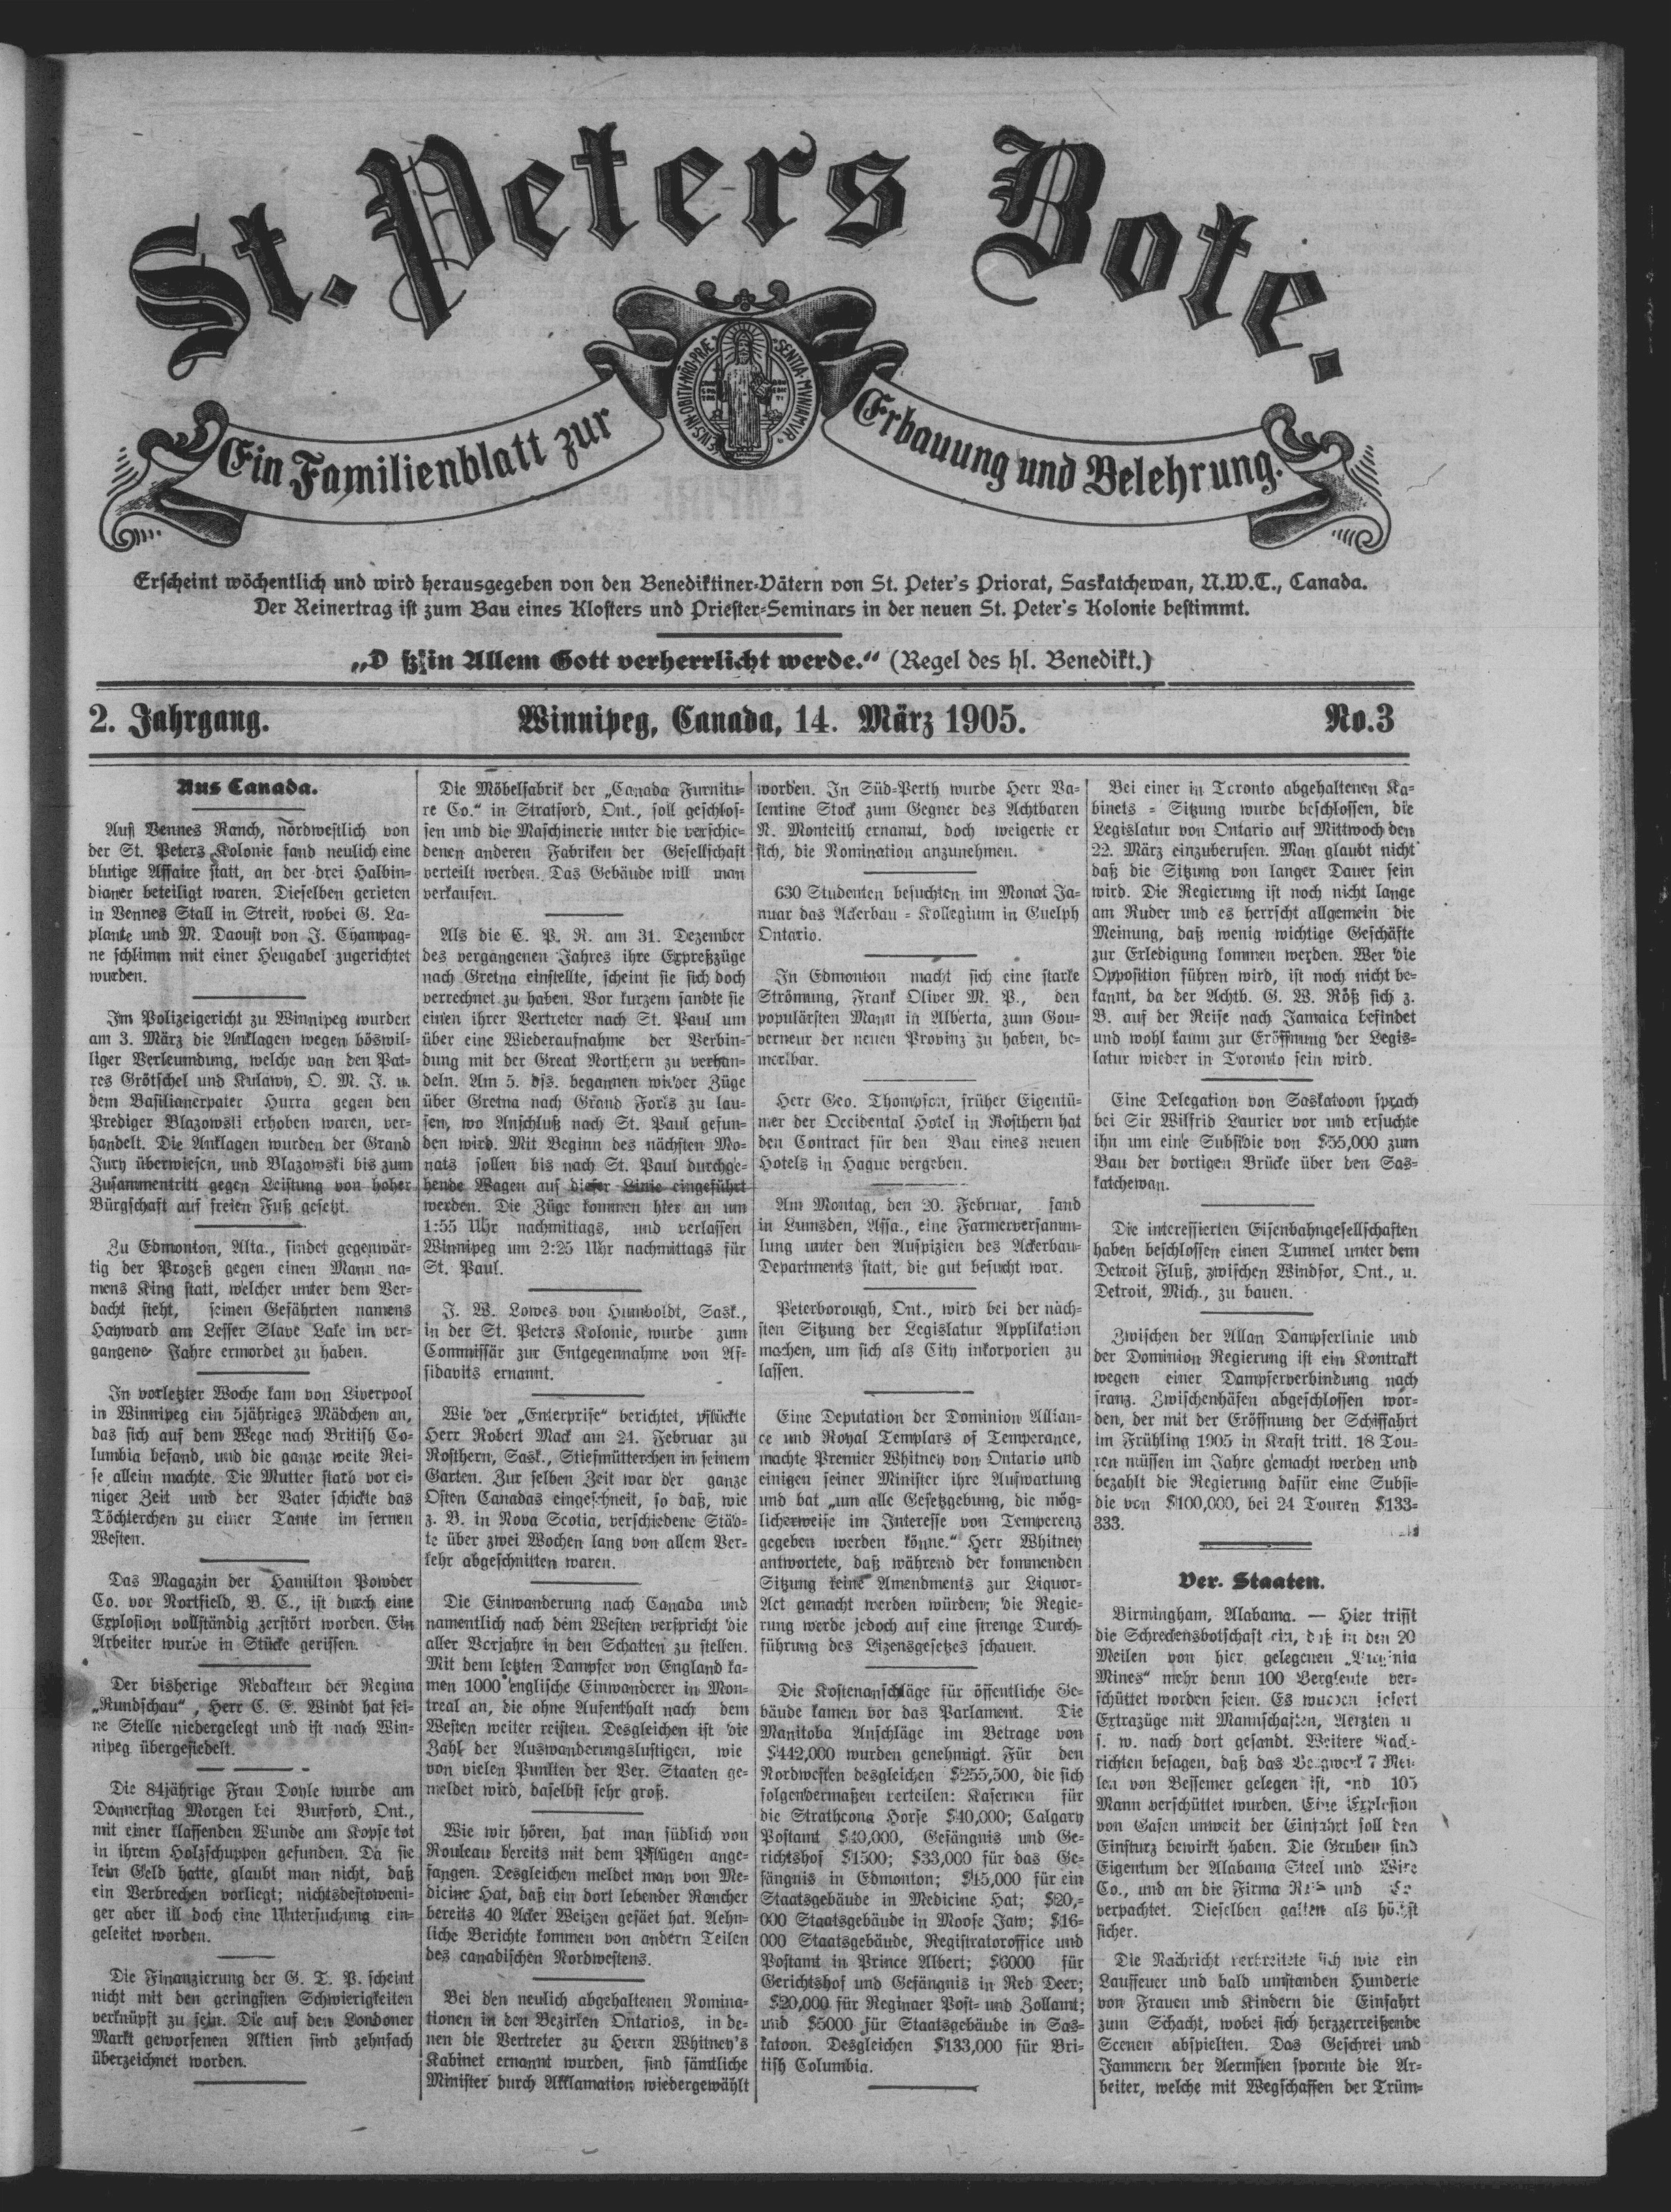 St. Peters Bote.
Ein Familienblatt zur Erbauung und Belehrung.
EIVS·IN·OBITV·NRO·PRÆ SENTIA·MVNIAMVR
Erscheint wöchentlich und wird herausgegeben von den Benediktiner-Vätern von St. Peter's Priorat, Saskatchewan, N.W.T., Canada.
Der Reinertrag ist zum Bau eines Klosters und Priester-Seminars in der neuen St. Peter's Kolonie bestimmt.
„D ß in Allem Gott verherrlicht werde.“ (Regel des hl. Benedikt.)
2. Jahrgang. Winnipeg, Canada, 14. März 1905. No.3
Aus Canada.
Auf Vennes Ranch, nordwestlich von
der St. Peters Kolonie fand neulich eine
blutige Affaire statt, an der drei Halbin-
dianer beteiligt waren. Dieselben gerieten
in Vennes Stall in Streit, wobei G. La-
plante und M. Daoust von J. Champag-
ne schlimm mit einer Heugabel zugerichtet
wurden.
Im Polizeigericht zu Winnipeg wurden
am 3. März die Anklagen wegen böswil-
liger Verleumdung, welche van den Pat-
res Grötschel und Kulawy, O. M. J. u.
dem Basilianerpater Hurra gegen den
Prediger Blazowski erhoben waren, ver-
handelt. Die Anklagen wurden der Grand
Jury überwiesen, und Blazowski bis zum
Zusammentritt gegen Leistung von hoher
Bürgschaft auf freien Fuß gesetzt.
Zu Edmonton, Alta., findet gegenwär-
tig der Prozeß gegen einen Mann na-
mens King statt, welcher unter dem Ver-
dacht steht, seinen Gefährten namens
Hayward am Lesser Slave Lake im ver-
gangene Jahre ermordet zu haben.
In vorletzter Woche kam von Liverpool
in Winnipeg ein 5jähriges Mädchen an,
das sich auf dem Wege nach British Co-
lumbia befand, und die ganze weite Rei-
se allein machte. Die Mutter starb vor ei-
niger Zeit und der Vater schickte das
Töchterchen zu einer Tante im fernen
Westen.
Das Magazin der Hamilton Powder
Co. vor Nortfield, B. C., ist durch eine
Explosion vollständig zerstört worden. Ein
Arbeiter wurde in Stücke gerissen.
Der bisherige Redakteur der Regina
„Rundschau“, Herr C. E. Windt hat sei-
ne Stelle niedergelegt und ist nach Win-
nipeg übergesiedelt.
Die 84jährige Frau Doyle wurde am
Donnerstag Morgen bei Burford, Ont.,
mit einer klaffenden Wunde am Kopfe tot
in ihrem Holzschuppen gefunden. Da sie
kein Geld hatte, glaubt man nicht, daß
ein Verbrechen vorliegt; nichtsdestoweni-
ger aber ill doch eine Untersuchung ein-
geleitet worden.
Die Finanzierung der G. T. P. scheint
nicht mit den geringsten Schwierigkeiten
verknüpft zu sein. Die auf den Londoner
Markt geworfenen Aktien sind zehnfach
überzeichnet worden.
Die Möbelfabrik der „Canada Furnitu-
re Co.“ in Stratford, Ont., soll geschlos-
sen und die Maschinerie unter die verschie-
denen anderen Fabriken der Gesellschaft
verteilt werden. Das Gebäude will man
verkaufen.
Als die C. P. R. am 31. Dezember
des vergangenen Jahres ihre Expreßzüge
nach Gretna einstellte, scheint sie sich doch
verrechnet zu haben. Vor kurzem sandte sie
einen ihrer Vertreter nach St. Paul um
über eine Wiederaufnahme der Verbin-
dung mit der Great Northern zu verhan-
deln. Am 5. dss. begannen wieder Züge
über Gretna nach Grand Forks zu lau-
fen, wo Anschluß nach St. Paul gefun-
den wird. Mit Beginn des nächsten Mo-
nats sollen bis nach St. Paul durchge-
hende Wagen auf dieser Linie eingeführt
werden. Die Züge kommen hier an um
1:55 Uhr nachmittags, und verlassen
Winnipeg um 2:25 Uhr nachmittags für
St. Paul.
J. W. Lowes von Humboldt, Sask.,
in der St. Peters Kolonie, wurde zum
Commissär zur Entgegennahme von Af-
fidavits ernannt.
Wie der „Enterprise“ berichtet, pflückte
Herr Robert Mack am 24. Februar zu
Rosthern, Sask., Stiefmütterchen in seinem
Garten. Zur selben Zeit war der ganze
Osten Canadas eingeschneit, so daß, wie
z. B. in Nova Scotia, verschiedene Städ-
te über zwei Wochen lang von allem Ver-
kehr abgeschnitten waren.
Die Einwanderung nach Canada und
namentlich nach dem Westen verspricht die
aller Vorjahre in den Schatten zu stellen.
Mit dem letzten Dampfer von England ka-
men 1000 englische Einwanderer in Mon-
treal an, die ohne Aufenthalt nach dem
Westen weiter reisten. Desgleichen ist die
Zahl der Auswanderungslustigen, wie
von vielen Punkten der Ver. Staaten ge-
meldet wird, daselbst sehr groß.
Wie wir hören, hat man südlich von
Rouleau bereits mit dem Pflügen ange-
fangen. Desgleichen meldet man von Me-
dicine Hat, daß ein dort lebender Rancher
bereits 40 Acker Weizen gesäet hat. Aehn-
liche Berichte kommen von andern Teilen
des canadischen Nordwestens.
Bei den neulich abgehaltenen Nomina-
tionen in den Bezirken Ontarios, in de-
nen die Vertreter zu Herrn Whitney's
Kabinet ernannt wurden, sind sämtliche
Minister durch Akklamation wiedergewählt
worden. In Süd-Perth wurde Herr Va-
lentine Stock zum Gegner des Achtbaren
N. Monteith ernannt, doch weigerte er
sich, die Nomination anzunehmen.
630 Studenten besuchten im Monat Ja-
nuar das Ackerbau-Kollegium in Guelph
Ontario.
In Edmonton macht sich eine starke
Strömung, Frank Oliver M. P., den
populärsten Mann in Alberta, zum Gou-
verneur der neuen Provinz zu haben, be-
merkbar.
Herr Geo. Thompson, früher Eigentü-
mer der Occidental Hotel in Rosthern hat
den Contract für den Bau eines neuen
Hotels in Hague vergeben.
Am Montag, den 20. Februar, fand
in Lumsden, Assa., eine Farmerversamm-
lung unter den Auspizien des Ackerbau-
Departments statt, die gut besucht war.
Peterborough, Ont., wird bei der näch-
sten Sitzung der Legislatur Applikation
machen, um sich als City inkorporien zu
lassen.
Eine Deputation der Dominion Allian-
ce und Royal Templars of Temperance,
machte Premier Whitney von Ontario und
einigen seiner Minister ihre Aufwartung
und bat „um alle Gesetzgebung, die mög-
licherweise im Interesse von Temperenz
gegeben werden könne.“ Herr Whitney
antwortete, daß während der kommenden
Sitzung keine Amendments zur Liquor-
Act gemacht werden würden; die Regie-
rung werde jedoch auf eine strenge Durch-
führung des Lizensgesetzes schauen.
Die Kostenanschläge für öffentliche Ge-
bäude kamen vor das Parlament. Die
Manitoba Anschläge im Betrage von
$442,000 wurden genehmigt. Für den
Nordwesten desgleichen $255,500, die sich
folgendermaßen verteilen: Kasernen für
die Strathcona Horse $40,000; Calgary
Postamt $40,000, Gefängnis und Ge-
richtshof $1500; $33,000 für das Ge-
fängnis in Edmonton; $15,000 für ein
Staatsgebäude in Medicine Hat; $20,-
000 Staatsgebäude in Moose Jaw; $16-
000 Staatsgebäude, Registratoroffice und
Postamt in Prince Albert; $6000 für
Gerichtshof und Gefängnis in Red Deer;
$20,000 für Reginaer Post- und Zollamt;
und $5000 für Staatsgebäude in Sas-
katoon. Desgleichen $133,000 für Bri-
tish Columbia.
Bei einer in Toronto abgehaltenen Ka-
binets-Sitzung wurde beschlossen, die
Legislatur von Ontario auf Mittwoch den
22. März einzuberufen. Man glaubt nicht
daß die Sitzung von langer Dauer sein
wird. Die Regierung ist noch nicht lange
am Ruder und es herrscht allgemein die
Meinung, daß wenig wichtige Geschäfte
zur Erledigung kommen werden. Wer die
Opposition führen wird, ist noch nicht be-
kannt, da der Achtb. G. W. Röß sich z.
B. auf der Reise nach Jamaica befindet
und wohl kaum zur Eröffnung der Legis-
latur wieder in Toronto sein wird.
Eine Delegation von Saskatoon sprach
bei Sir Wilfrid Laurier vor und ersuchte
ihn um eine Subsidie von $55,000 zum
Bau der dortigen Brücke über den Sas-
katchewan.
Die interessierten Eisenbahngesellschaften
haben beschlossen einen Tunnel unter dem
Detroit Fluß, zwischen Windsor, Ont., u.
Detroit, Mich., zu bauen.
Zwischen der Allan Dampferlinie und
der Dominion Regierung ist ein Kontrakt
wegen einer Dampferverbindung nach
franz. Zwischenhäfen abgeschlossen wor-
den, der mit der Eröffnung der Schiffahrt
im Frühling 1905 in Kraft tritt. 18 Tou-
ren müssen im Jahre gemacht werden und
bezahlt die Regierung dafür eine Subsi-
die von $100,000, bei 24 Touren $133-
333.
Ver. Staaten.
Birmingham, Alabama. — Hier trifft
die Schreckensbotschaft ein, daß in den 20
Meilen von hier gelegenen „Virginia
Mines“ mehr denn 100 Bergleute ver-
schüttet worden seien. Es wurden sofort
Extrazüge mit Mannschaften, Aerzten u
s. w. nach dort gesandt. Weitere Nach-
richten besagen, daß das Bergwerk 7 Mei-
len von Bessemer gelegen ist, und 105
Mann verschüttet wurden. Eine Explosion
von Gasen unweit der Einfahrt soll den
Einsturz bewirkt haben. Die Gruben sind
Eigentum der Alabama Steel und Wire
Co., und an die Firma und
verpachtet. Dieselben galten als höchst
sicher.
Die Nachricht verbreitete sich wie ein
Lauffeuer und bald umstanden Hunderte
von Frauen und Kindern die Einfahrt
zum Schacht, wobei sich herzzerreißende
Scenen abspielten. Das Geschrei und
Jammern der Aermsten spornte die Ar-
beiter, welche mit Wegschaffen der Trüm-